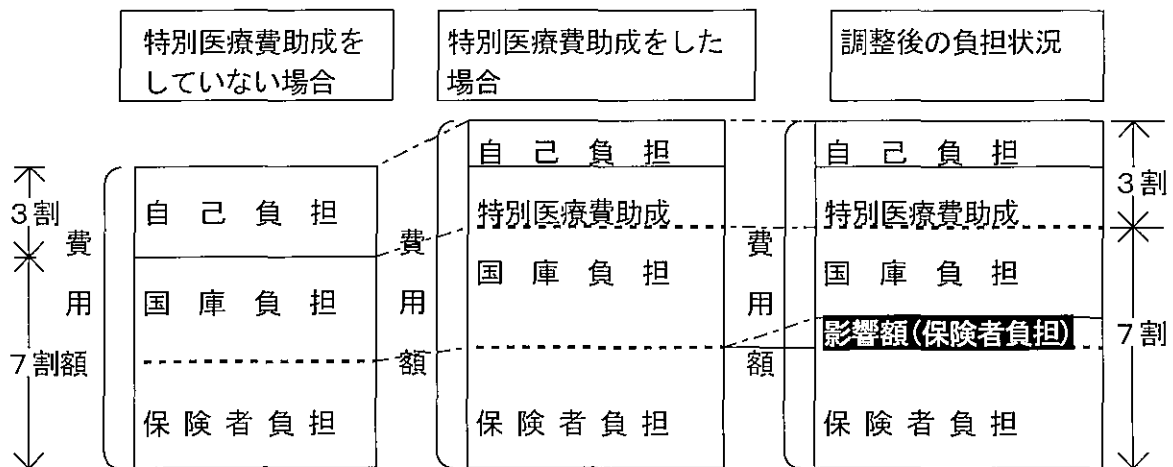 特別医療費助成を
していない場合
特別医療費助成をした
場合
調整後の負担状況
3割
7割
費用額
自己負担
国庫負担
保険者負担
費用額
自己負担
特別医療費助成
国庫負担
保険者負担
費用額
自己負担
特別医療費助成
国庫負担
影響額(保険者負担)
保険者負担
3割
7割